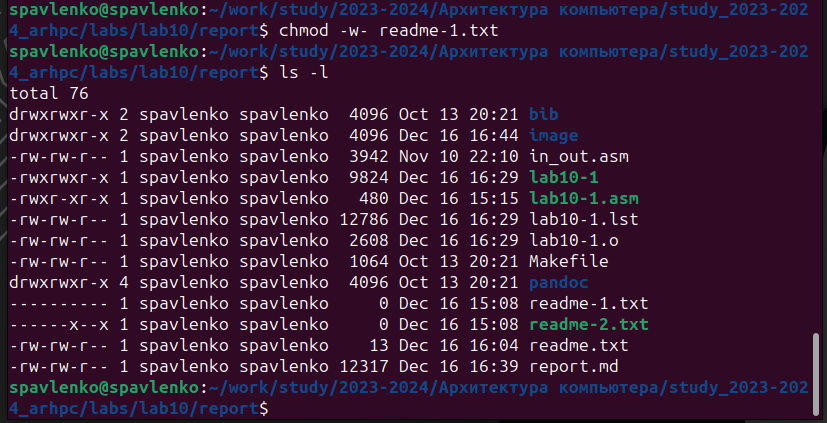 spavlenko@spavlenko:~/work/study/2023-2024/Архитектура компьютера/study_2023-202
4_arhpc/labs/lab10/report$ chmod -w- readme-1.txt
spavlenko@spavlenko:~/work/study/2023-2024/Архитектура компьютера/study_2023-202
4_arhpc/labs/lab10/report$ ls -l
total 76
drwxrwxr-x 2 spavlenko spavlenko  4096 Oct 13 20:21 bib
drwxrwxr-x 2 spavlenko spavlenko  4096 Dec 16 16:44 image
-rw-rw-r-- 1 spavlenko spavlenko  3942 Nov 10 22:10 in_out.asm
-rwxrwxr-x 1 spavlenko spavlenko  9824 Dec 16 16:29 lab10-1
-rwxr-xr-x 1 spavlenko spavlenko   480 Dec 16 15:15 lab10-1.asm
-rw-rw-r-- 1 spavlenko spavlenko 12786 Dec 16 16:29 lab10-1.lst
-rw-rw-r-- 1 spavlenko spavlenko  2608 Dec 16 16:29 lab10-1.o
-rw-rw-r-- 1 spavlenko spavlenko  1064 Oct 13 20:21 Makefile
drwxrwxr-x 4 spavlenko spavlenko  4096 Oct 13 20:21 pandoc
---------- 1 spavlenko spavlenko     0 Dec 16 15:08 readme-1.txt
------x--x 1 spavlenko spavlenko     0 Dec 16 15:08 readme-2.txt
-rw-rw-r-- 1 spavlenko spavlenko    13 Dec 16 16:04 readme.txt
-rw-rw-r-- 1 spavlenko spavlenko 12317 Dec 16 16:39 report.md
spavlenko@spavlenko:~/work/study/2023-2024/Архитектура компьютера/study_2023-202
4_arhpc/labs/lab10/report$